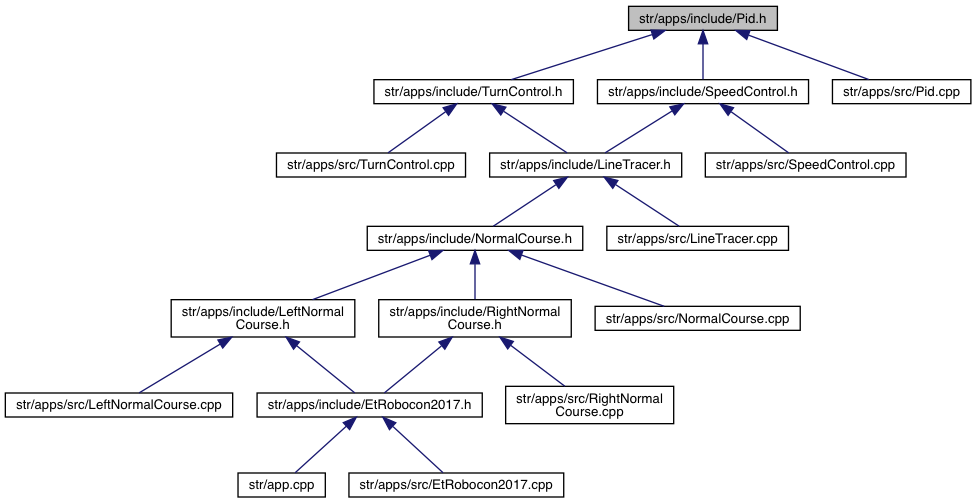 str/apps/include/Pid.h
str/apps/include/TurnControl.h
str/apps/include/SpeedControl.h
str/apps/src/Pid.cpp
str/apps/src/TurnControl.cpp
str/apps/include/LineTracer.h
str/apps/src/SpeedControl.cpp
str/apps/include/NormalCourse.h
str/apps/src/LineTracer.cpp
str/apps/include/LeftNormal
Course.h
str/apps/include/RightNormal
Course.h
str/apps/src/NormalCourse.cpp
str/apps/src/LeftNormalCourse.cpp
str/apps/include/EtRobocon2017.h
str/apps/src/RightNormal
Course.cpp
str/app.cpp
str/apps/src/EtRobocon2017.cpp